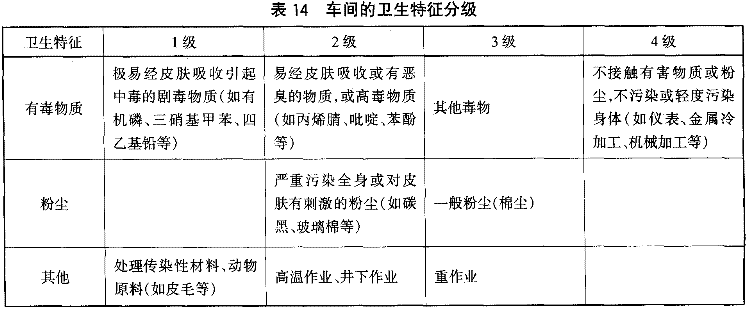 表 14 车间的卫生特征分级
卫生特征 1级 2级 3级 4级
有毒物质
极易经皮肤吸收引起
中毒的剧毒物质(如有
机磷、三硝基甲苯、四
乙基铅等)
易经皮肤吸收或有恶
臭的物质,或高毒物质
(如丙烯腈、吡啶、苯酚
等)
其他毒物
不接触有害物质或粉
尘,不污染或轻度污染
身体(如仪表、金属冷
加工、机械加工等)
粉尘
严重污染全身或对皮
肤有刺激的粉尘(如碳
黑、玻璃棉等)
一般粉尘(棉尘)
其他
处理传染性材料、动物
原料(如皮毛等)
高温作业、井下作业
重作业